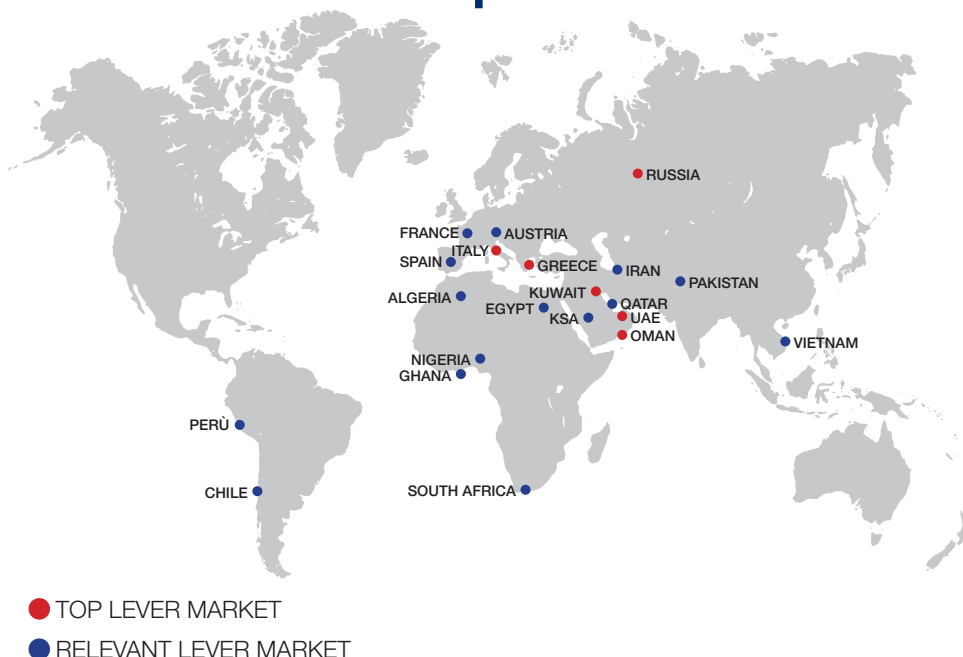 RUSSIA
FRANCE
AUSTRIA
ITALY
SPAIN
GREECE
IRAN
PAKISTAN
ALGERIA
KUWAIT
EGYPT
QATAR
KSA
UAE
OMAN
VIETNAM
NIGERIA
GHANA
PERÙ
CHILE
SOUTH AFRICA
TOP LEVER MARKET
RELEVANT LEVER MARKET